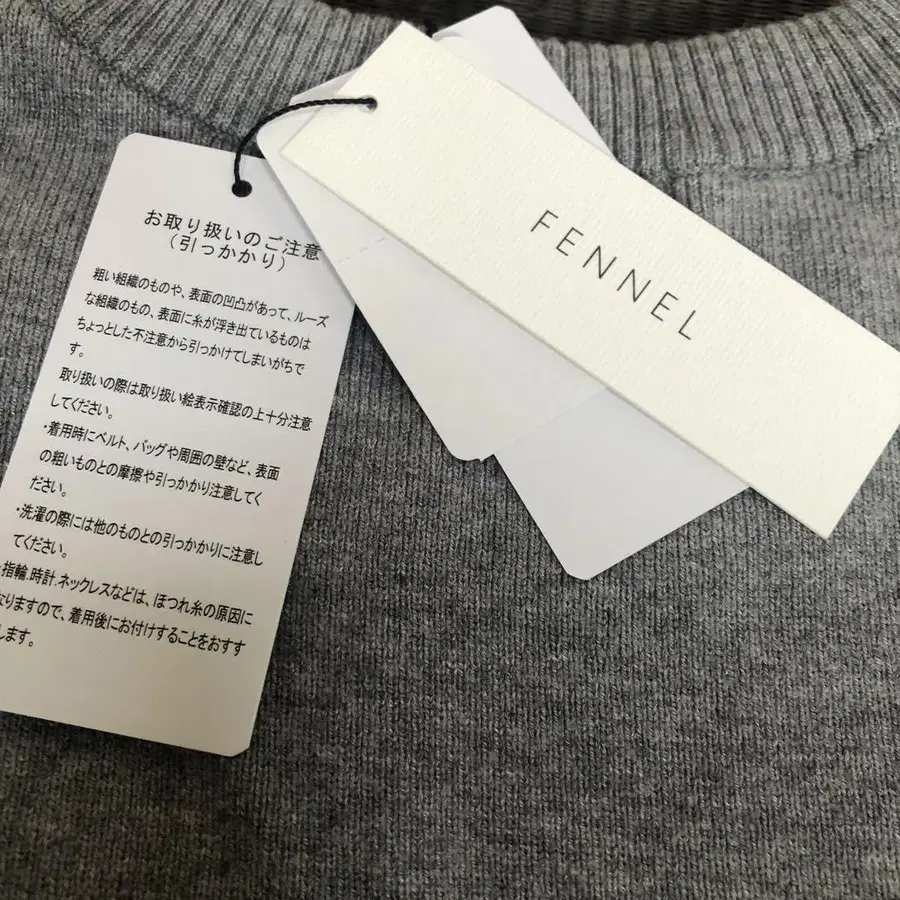 お取り扱いのご注意
(引っかかり)
粗い組織のものや、表面の凹凸があって、ルーズ
な組織のもの、表面に糸が浮き出ているものは
ちょっとした不注意から引っかけてしまいがちで
す。
取り扱いの際は取り扱い絵表示確認の上十分注意
してください。
・着用時にベルト、バッグや周囲の壁など、表面
の粗いものとの摩擦や引っかかり注意してく
ださい。
・洗濯の際には他のものとの引っかかりに注意し
てください。
・指輪.時計.ネックレスなどは、ほつれ糸の原因に
なりますので、着用後にお付けすることをおすす
します。
FENNEL